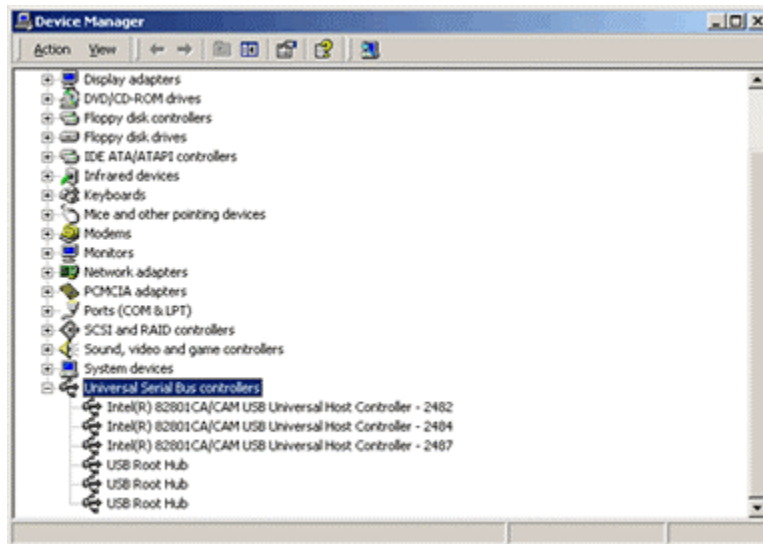 Device Manager
Action View
Display adapters
DVD/CD-ROM drives
Floppy disk controllers
Floppy disk drives
IDE ATA/ATAPI controllers
Infrared devices
Keyboards
Mice and other pointing devices
Modems
Monitors
Network adapters
PCMCIA adapters
Ports (COM & LPT)
SCSI and RAID controllers
Sound, video and game controllers
System devices
Universal Serial Bus controllers
Intel(R) 82801CA/CAM USB Universal Host Controller - 2482
Intel(R) 82801CA/CAM USB Universal Host Controller - 2484
Intel(R) 82801CA/CAM USB Universal Host Controller - 2487
USB Root Hub
USB Root Hub
USB Root Hub